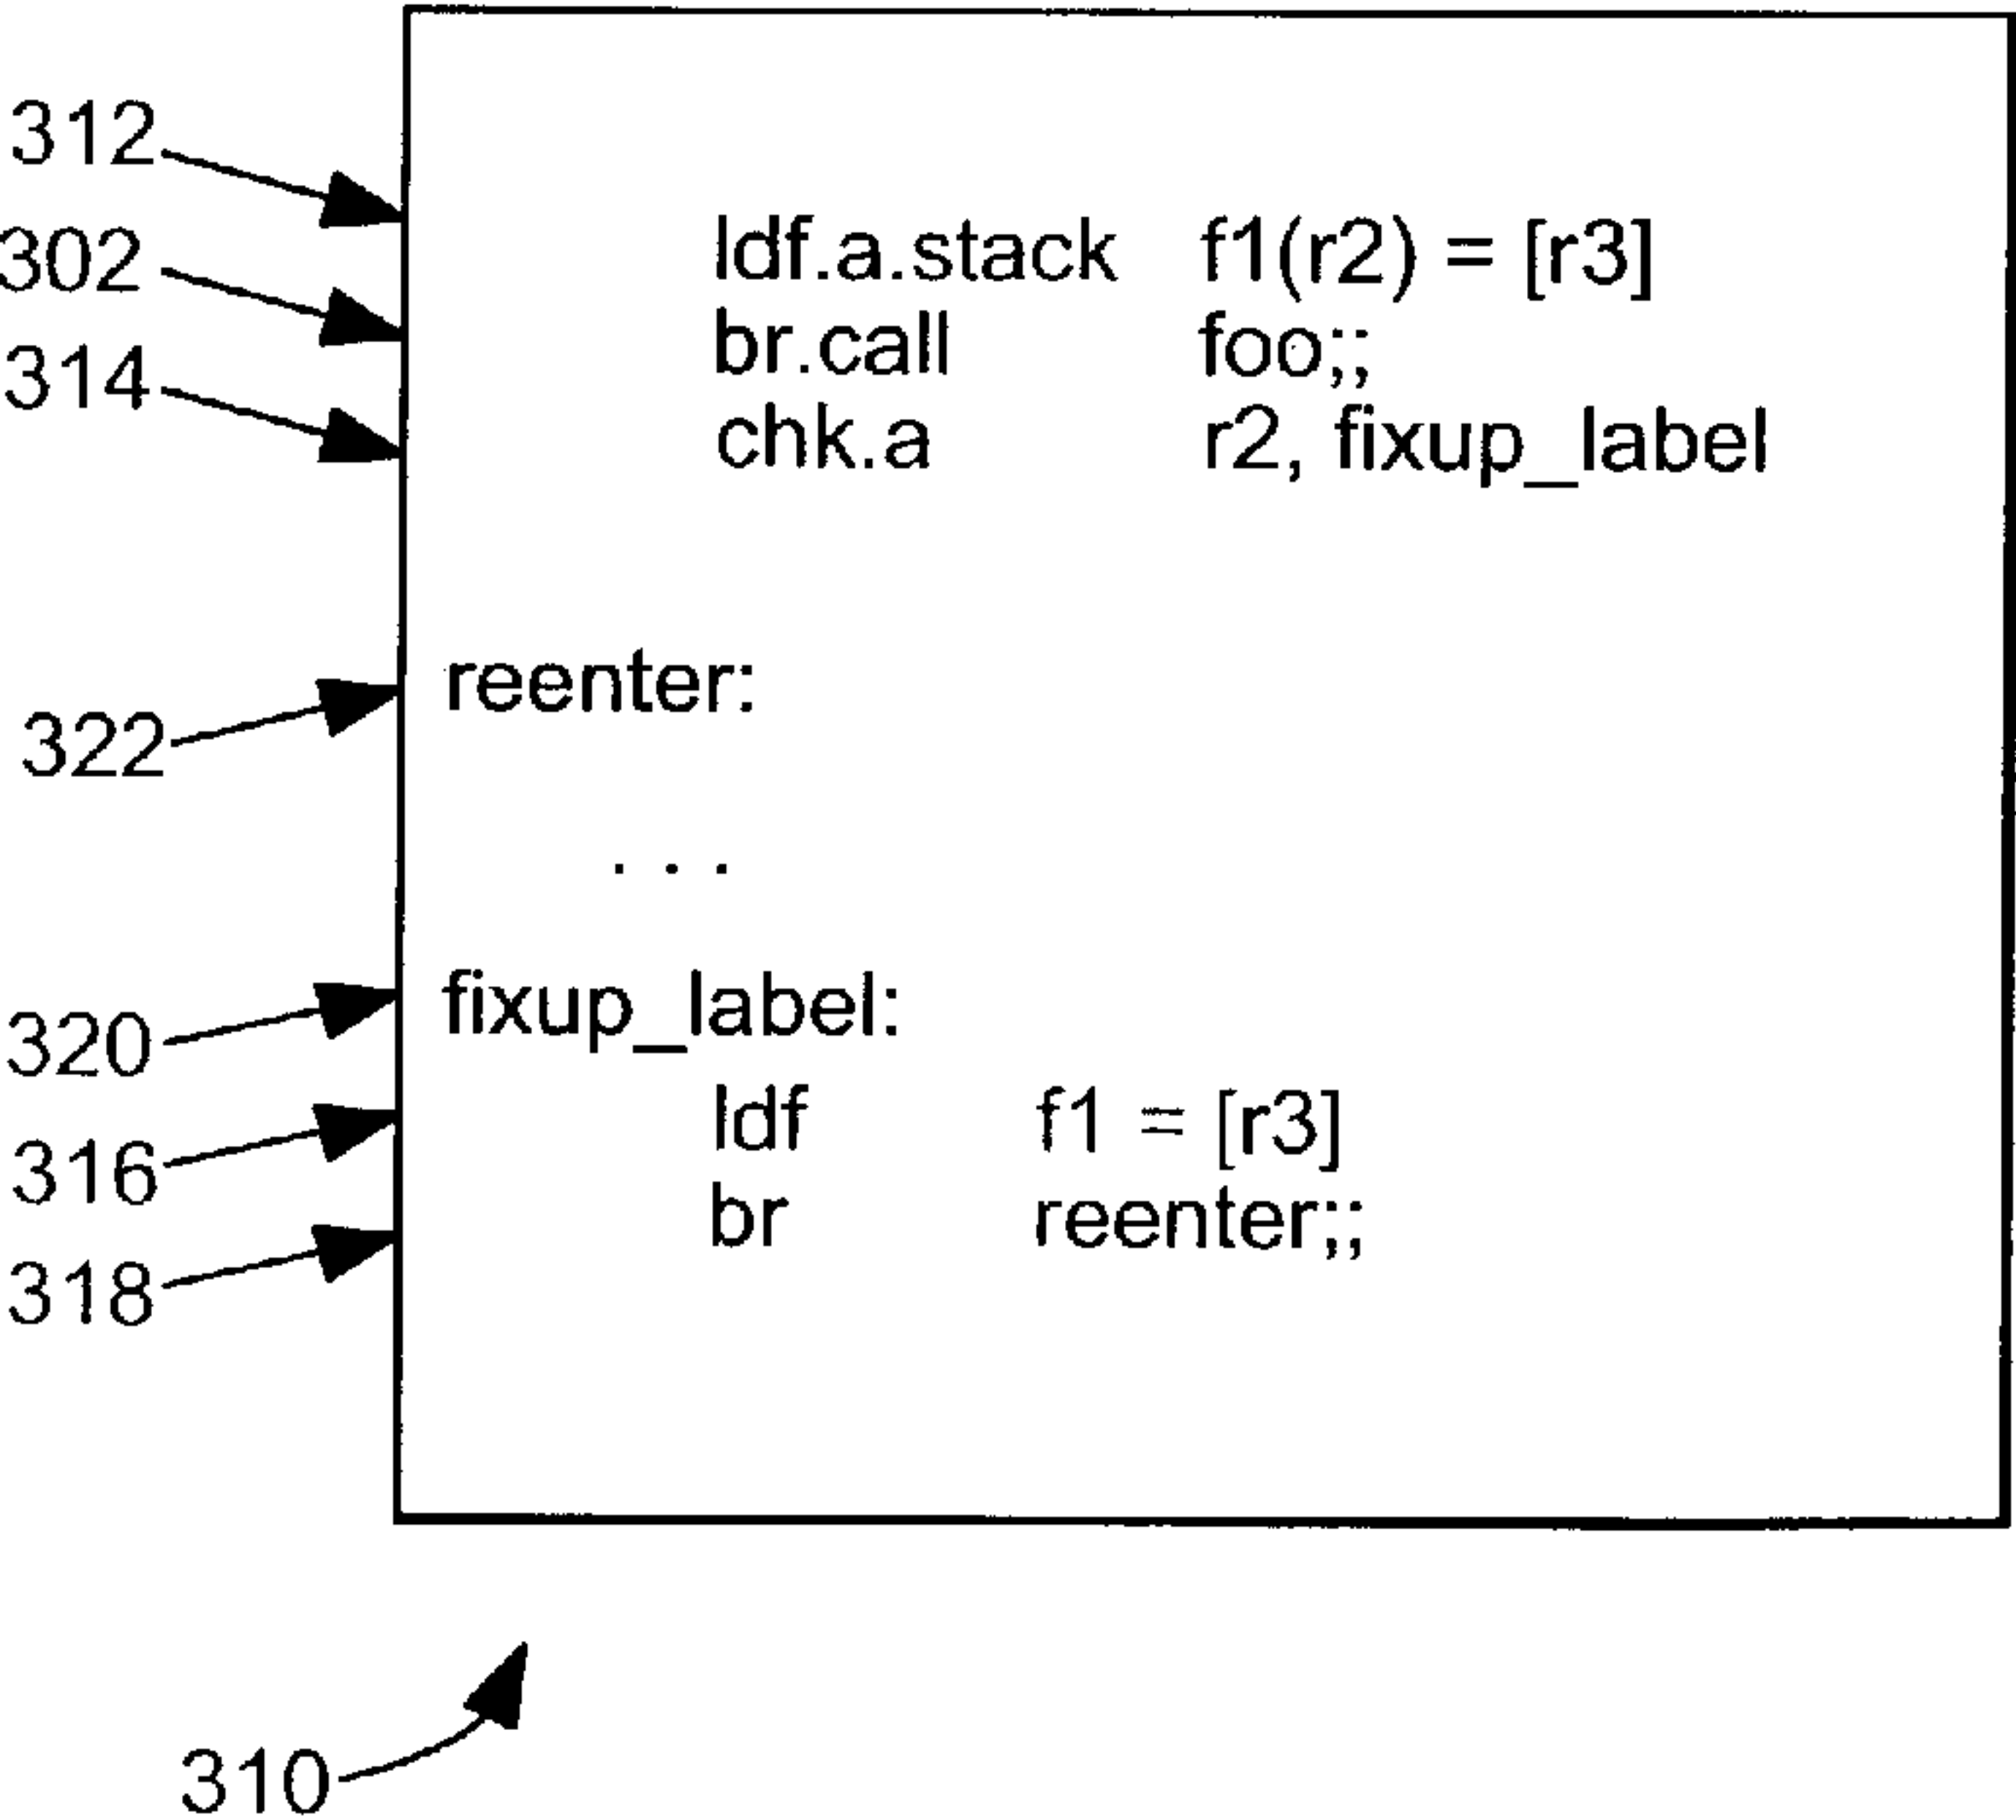 312
302
314
ldf.a.stack f1(r2) = [r3]
br.call foo;;
chk.a r2, fixup_label
322
reenter:
. . .
320
fixup_label:
316
ldf f1 = [r3]
318
br reenter;;
310